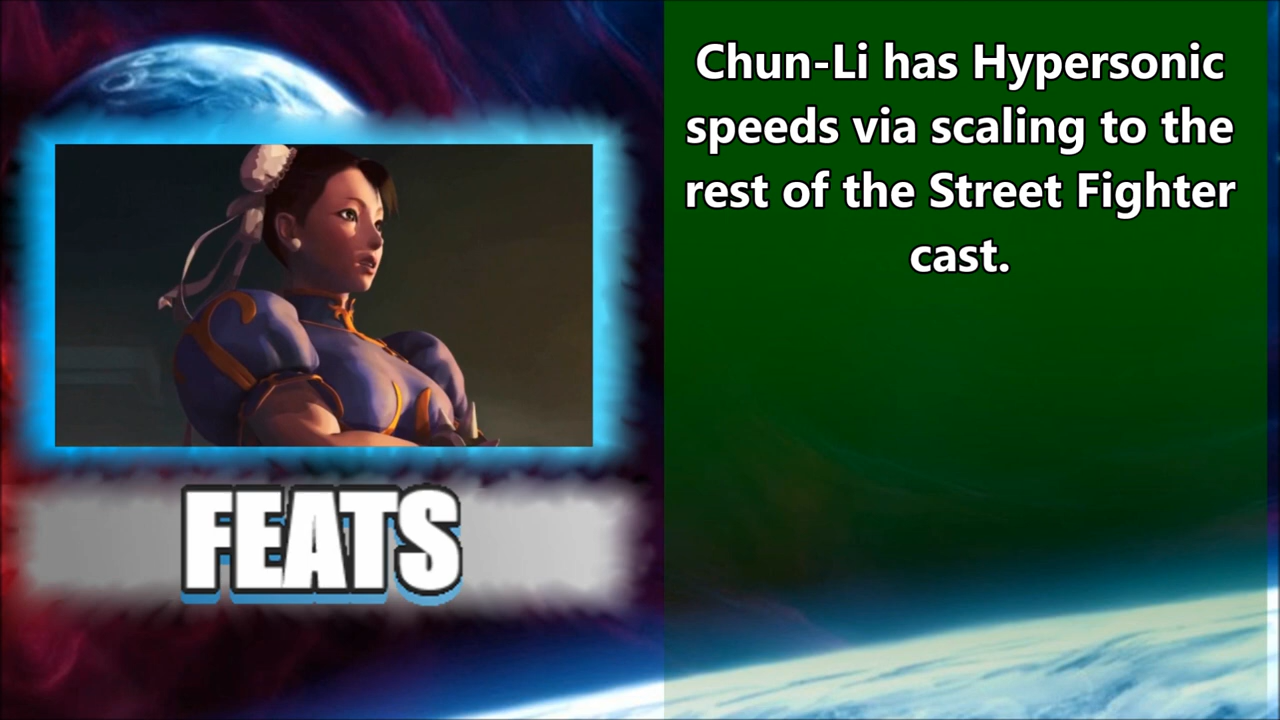 Chun-Li has Hypersonic
speeds via scaling to the
rest of the Street Fighter
cast.
FEATS